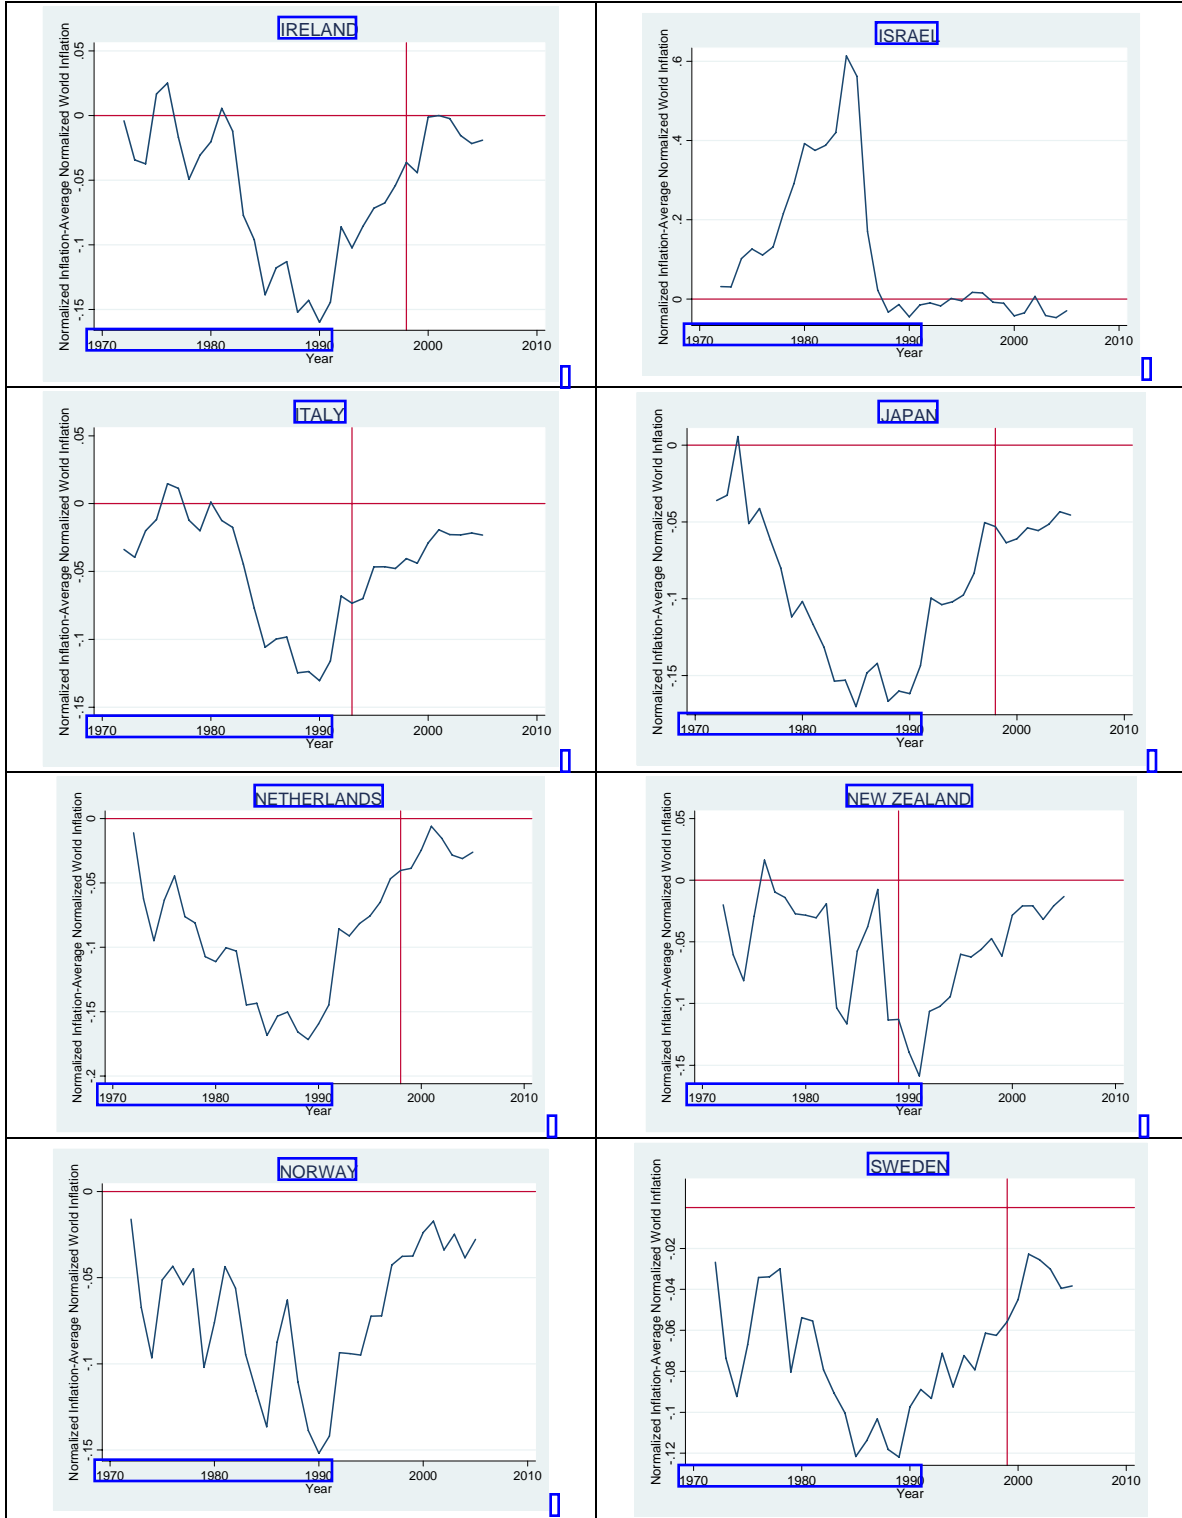 IRELAND
Normalized Inflation-Average Normalized World Inflation
.05
0
-.05
-.1
-.15
1970 1980 1990 2000 2010
Year
ISRAEL
Normalized Inflation-Average Normalized World Inflation
.6
.4
.2
0
1970 1980 1990 2000 2010
Year
ITALY
Normalized Inflation-Average Normalized World Inflation
.05
0
-.05
-.1
-.15
1970 1980 1990 2000 2010
Year
JAPAN
Normalized Inflation-Average Normalized World Inflation
0
-.05
-.1
-.15
1970 1980 1990 2000 2010
Year
NETHERLANDS
Normalized Inflation-Average Normalized World Inflation
0
-.05
-.1
-.15
-.2
1970 1980 1990 2000 2010
Year
NEW ZEALAND
Normalized Inflation-Average Normalized World Inflation
.05
0
-.05
-.1
-.15
1970 1980 1990 2000 2010
Year
NORWAY
Normalized Inflation-Average Normalized World Inflation
0
-.05
-.1
-.15
1970 1980 1990 2000 2010
Year
SWEDEN
Normalized Inflation-Average Normalized World Inflation
-.02
-.04
-.06
-.08
-.1
-.12
1970 1980 1990 2000 2010
Year